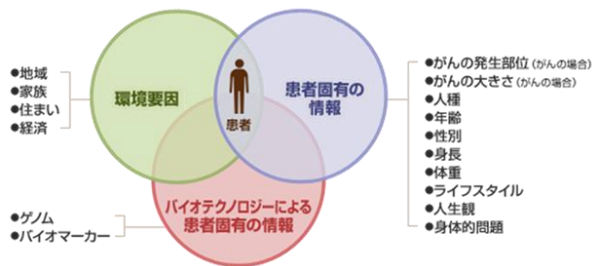 ●地域
●家族
●住まい
●経済
環境要因
患者
患者固有の
情報
●がんの発生部位(がんの場合)
●がんの大きさ(がんの場合)
●人種
●年齢
●性別
●身長
●体重
●ライフスタイル
●人生観
●身体的問題
●ゲノム
●バイオマーカー
バイオテクノロジーによる
患者固有の情報